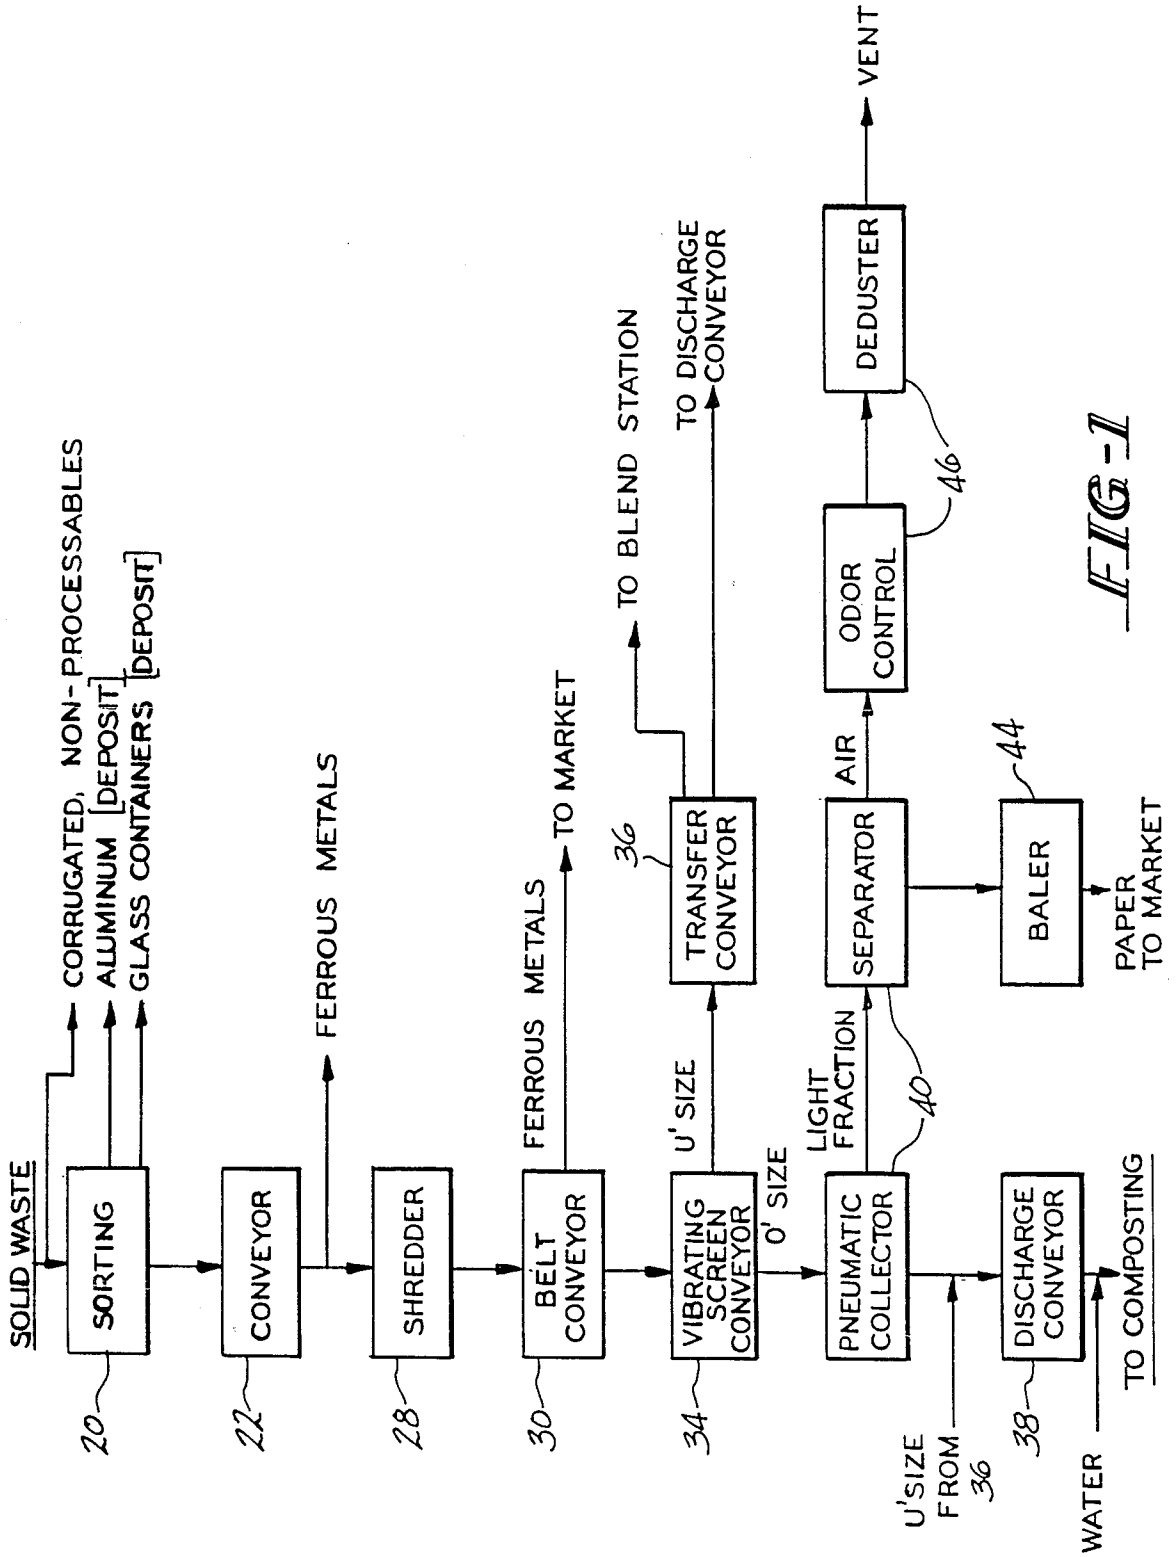 SOLID WASTE
CORRUGATED, NON-PROCESSABLES
ALUMINUM [DEPOSIT]
GLASS CONTAINERS [DEPOSIT]
SORTING
20
CONVEYOR
22
FERROUS METALS
SHREDDER
28
BELT
CONVEYOR
30
FERROUS METALS
TO MARKET
VIBRATING
SCREEN
CONVEYOR
34
U'SIZE
O'SIZE
TRANSFER
CONVEYOR
36
TO BLEND STATION
TO DISCHARGE
CONVEYOR
PNEUMATIC
COLLECTOR
LIGHT
FRACTION
40
SEPARATOR
AIR
ODOR
CONTROL
46
DEDUSTER
VENT
U'SIZE
FROM
36
DISCHARGE
CONVEYOR
38
BALER
44
PAPER
TO MARKET
WATER
TO COMPOSTING
FIG-1